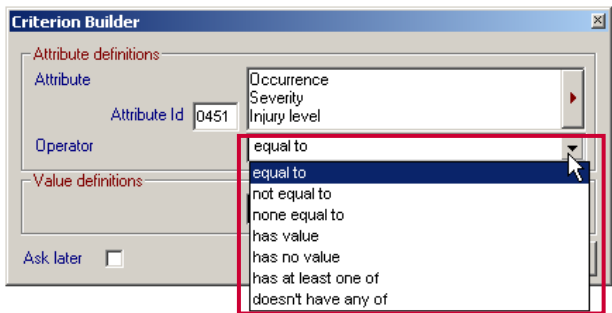 Criterion Builder
Attribute definitions
Attribute
Occurrence
Severity
Attribute Id 0451 Injury level
Operator equal to
equal to
Value definitions
not equal to
none equal to
has value
Ask later has no value
has at least one of
doesn't have any of